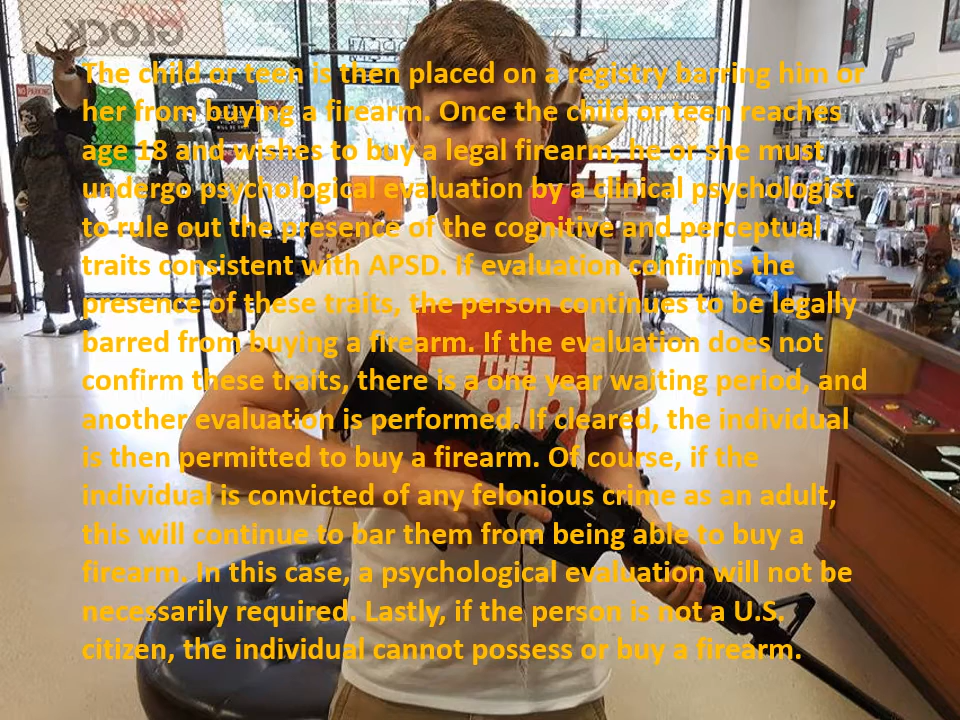 GLOCK
NO PARKING
OPEN
The child or teen is then placed on a registry barring him or
her from buying a firearm. Once the child or teen reaches
age 18 and wishes to buy a legal firearm, he or she must
undergo psychological evaluation by a clinical psychologist
to rule out the presence of the cognitive and perceptual
traits consistent with APSD. If evaluation confirms the
presence of these traits, the person continues to be legally
barred from buying a firearm. If the evaluation does not
confirm these traits, there is a one year waiting period, and
another evaluation is performed. If cleared, the individual
is then permitted to buy a firearm. Of course, if the
individual is convicted of any felonious crime as an adult,
this will continue to bar them from being able to buy a
firearm. In this case, a psychological evaluation will not be
necessarily required. Lastly, if the person is not a U.S.
citizen, the individual cannot possess or buy a firearm.
THE